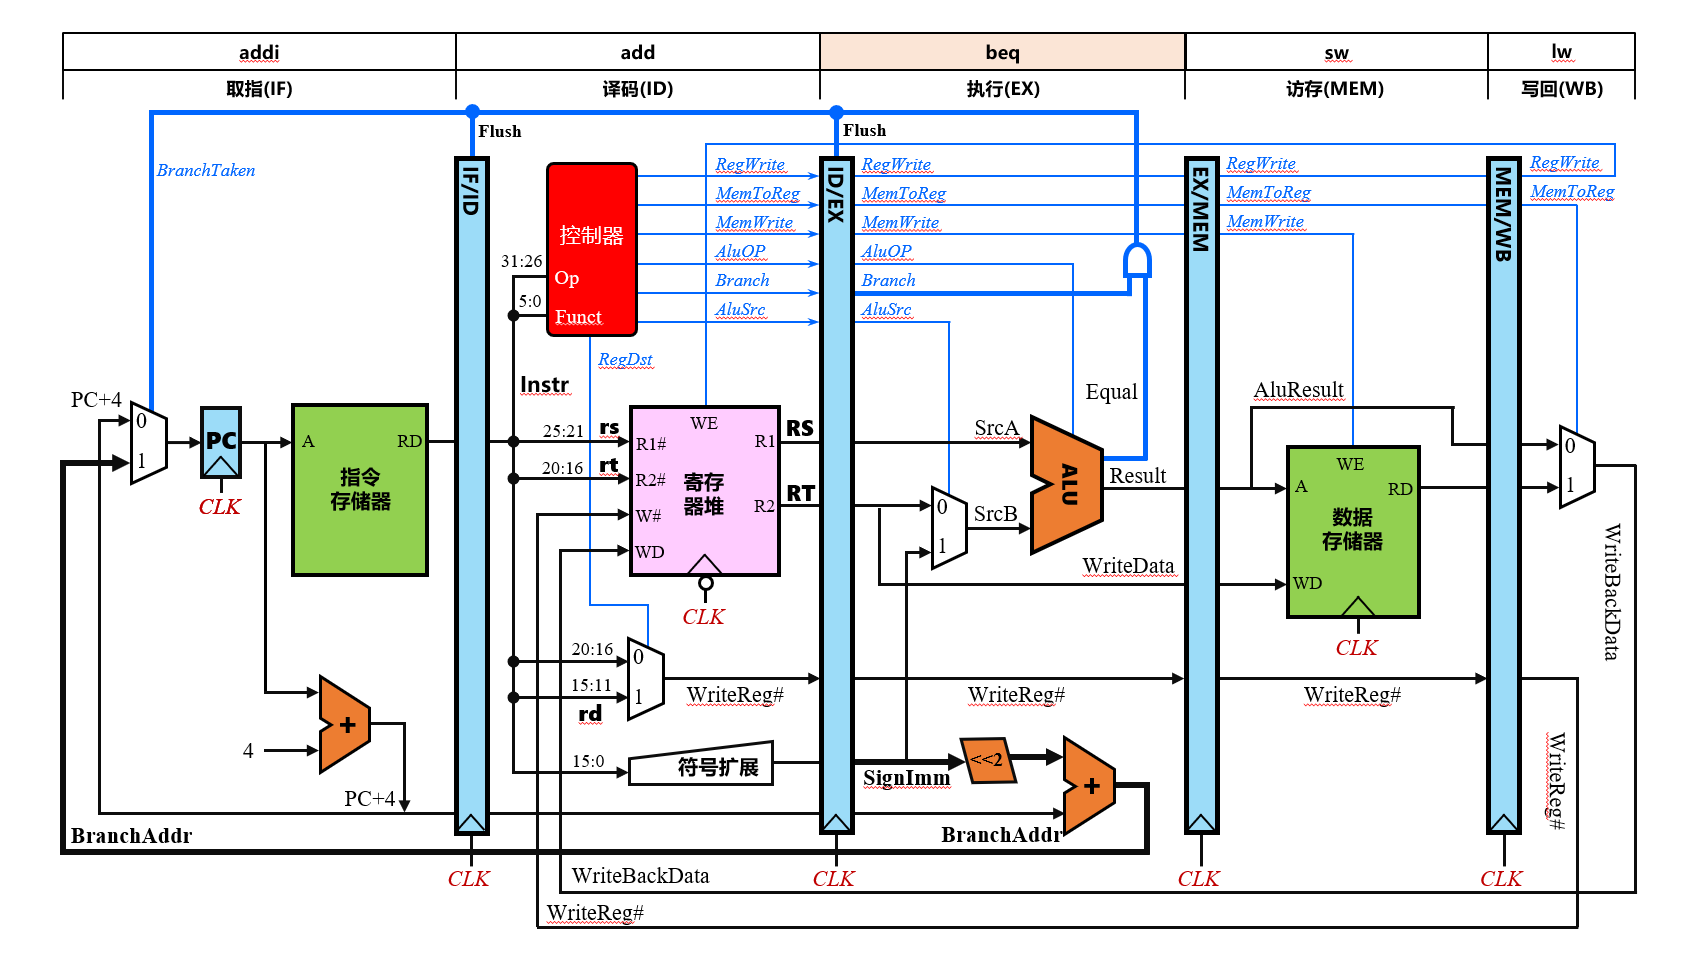 addi
add
beq
sw
lw
取指(IF)
译码(ID)
执行(EX)
访存(MEM)
写回(WB)
Flush
Flush
BranchTaken
IF/ID
ID/EX
EX/MEM
MEM/WB
控制器
Op
Funct
31:26
5:0
RegWrite
MemToReg
MemWrite
AluOP
Branch
AluSrc
RegDst
RegWrite
MemToReg
MemWrite
AluOP
Branch
AluSrc
RegWrite
MemToReg
MemWrite
RegWrite
MemToReg
PC+4
0
1
PC
CLK
A
RD
指令
存储器
Instr
25:21
rs
20:16
rt
WE
R1#
R2#
W#
WD
R1
R2
寄存
器堆
CLK
RS
RT
0
1
SrcA
SrcB
ALU
Equal
Result
WriteData
AluResult
WE
A
RD
WD
数据
存储器
CLK
0
1
WriteBackData
20:16
15:11
rd
0
1
WriteReg#
WriteReg#
WriteReg#
WriteReg#
4
+
PC+4
15:0
符号扩展
SignImm
<<2
+
BranchAddr
BranchAddr
CLK
CLK
CLK
CLK
WriteBackData
WriteReg#